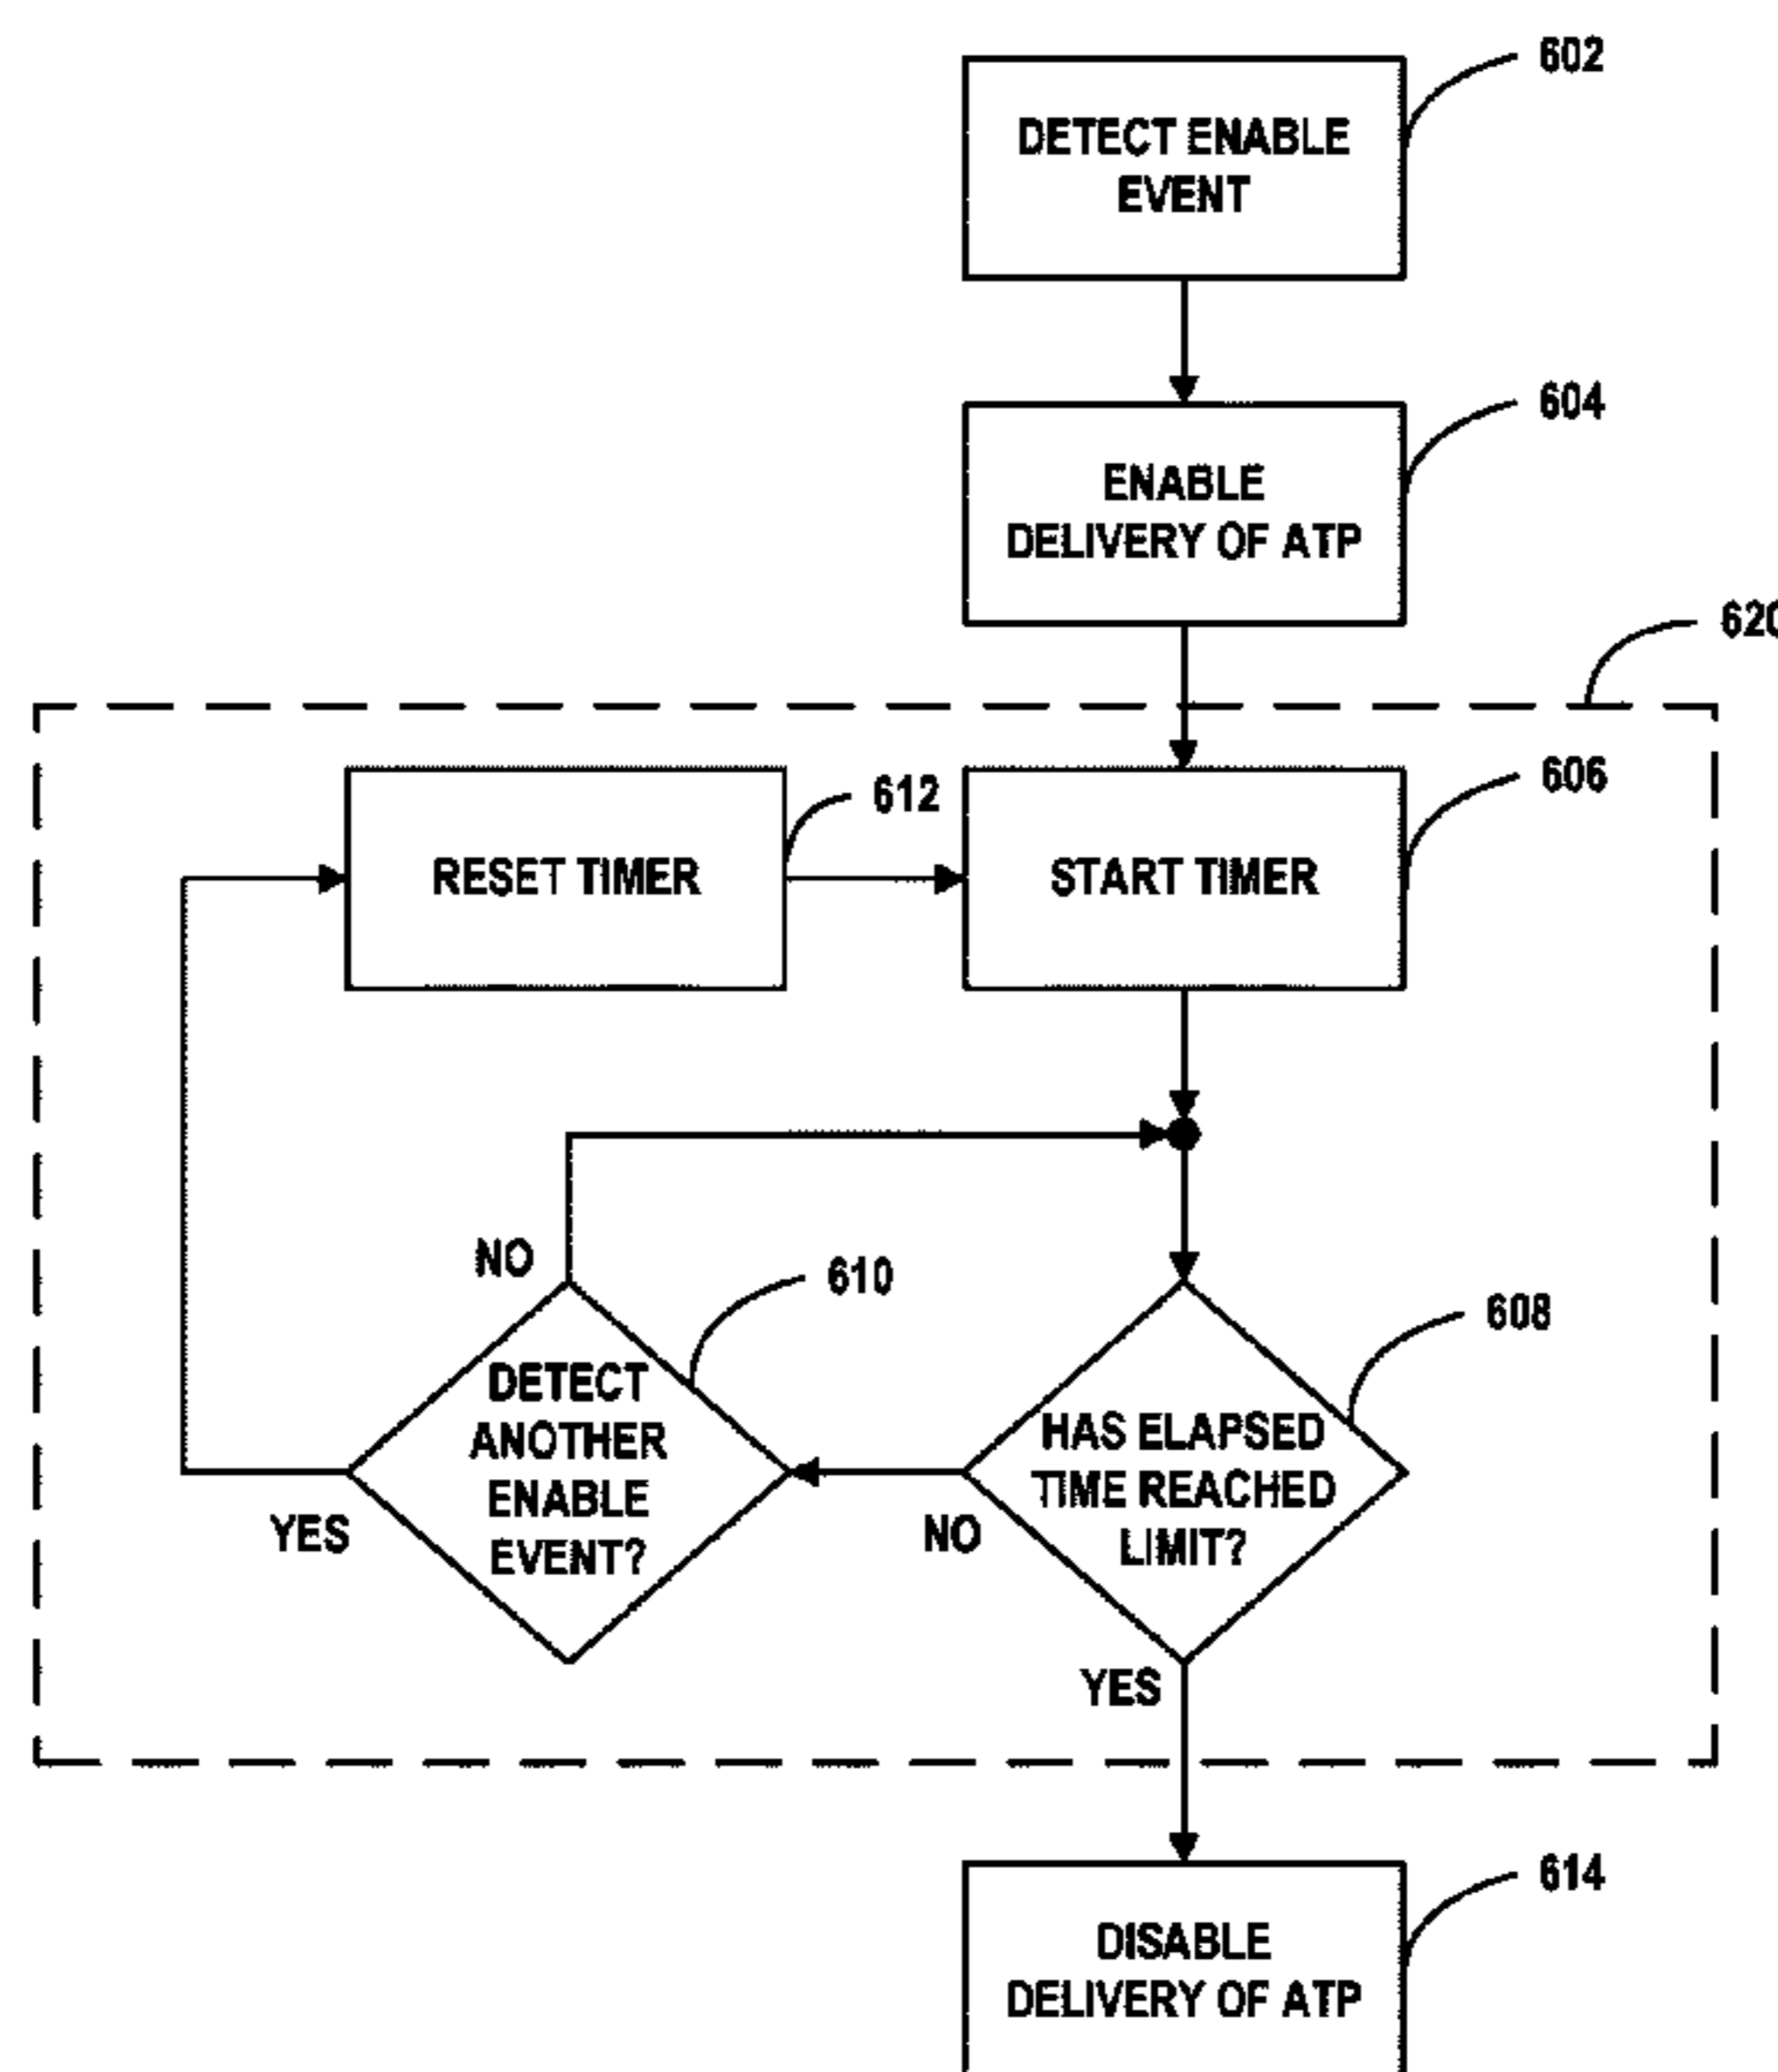 602
DETECT ENABLE
EVENT
604
ENABLE
DELIVERY OF ATP
620
606
612
RESET TIMER
START TIMER
NO
610
608
DETECT
ANOTHER
ENABLE
EVENT?
HAS ELAPSED
TIME REACHED
LIMIT?
YES
NO
YES
614
DISABLE
DELIVERY OF ATP